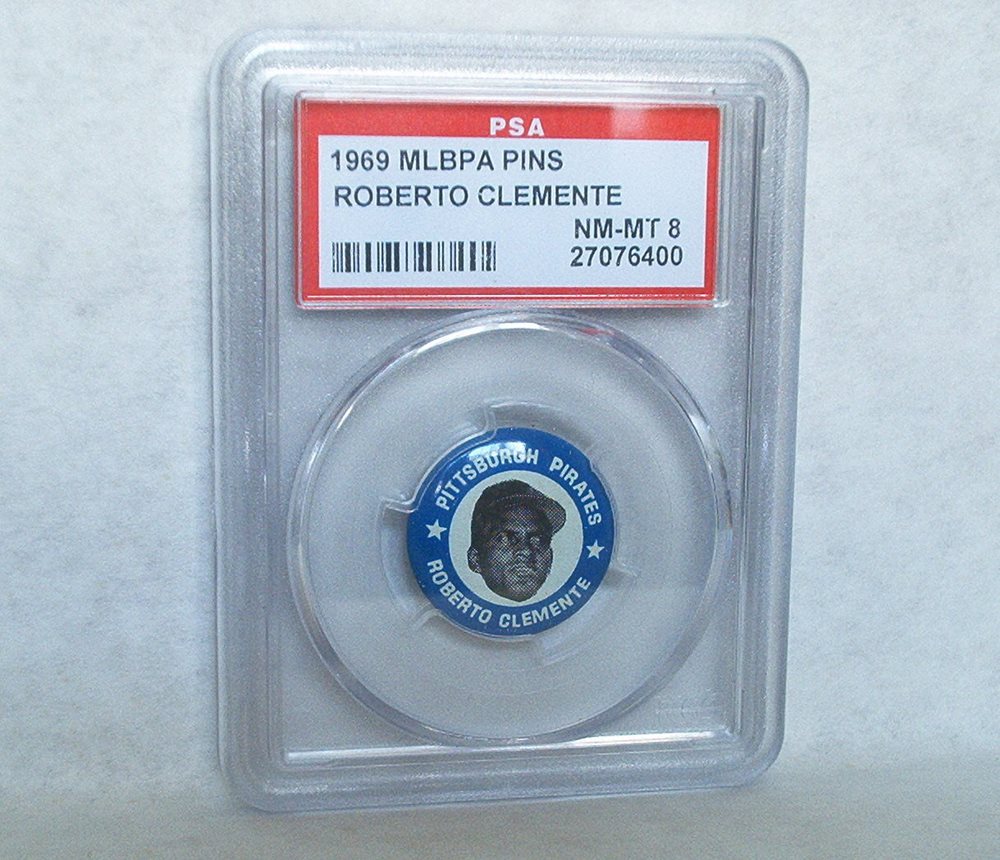 PSA
1969 MLBPA PINS
ROBERTO CLEMENTE
NM-MT 8
27076400
PITTSBURGH PIRATES
ROBERTO CLEMENTE